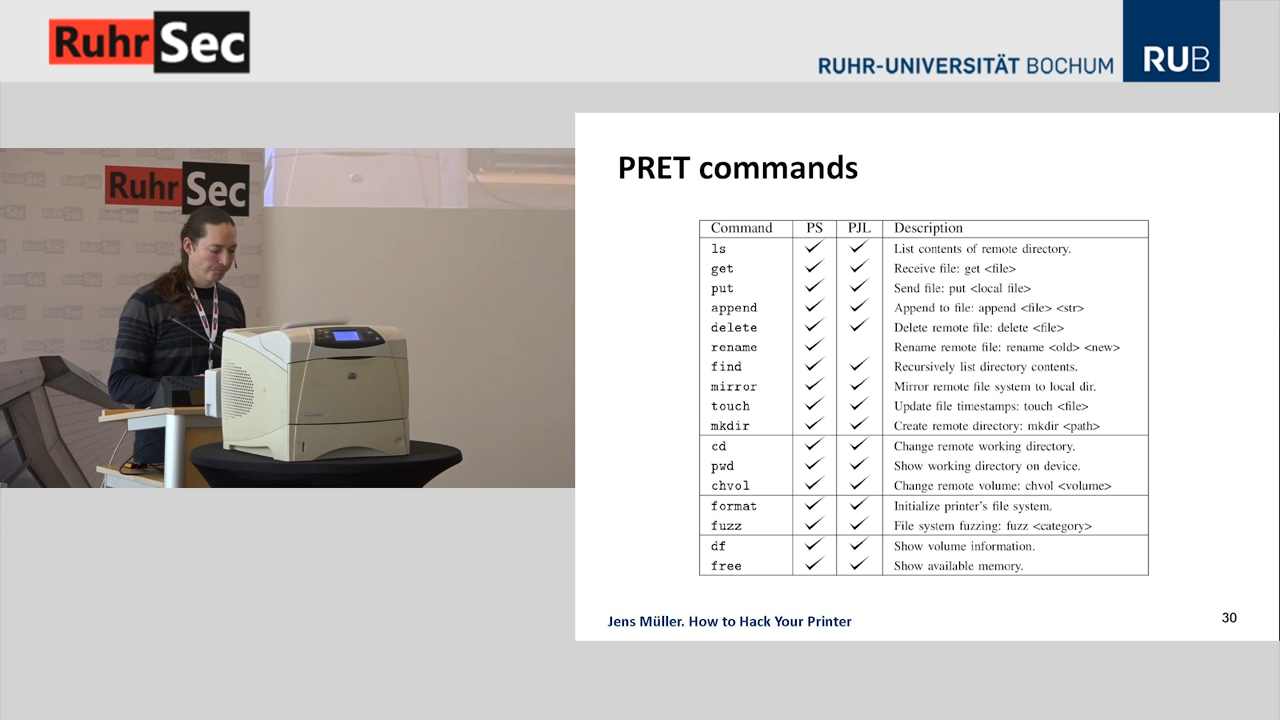 RuhrSec
RUHR-UNIVERSITÄT BOCHUM RUB
RuhrSec
PRET commands
Command PS PJL Description
ls ✓ ✓ List contents of remote directory.
get ✓ ✓ Receive file: get <file>
put ✓ ✓ Send file: put <local file>
append ✓ ✓ Append to file: append <file> <str>
delete ✓ ✓ Delete remote file: delete <file>
rename ✓ Rename remote file: rename <old> <new>
find ✓ ✓ Recursively list directory contents.
mirror ✓ ✓ Mirror remote file system to local dir.
touch ✓ ✓ Update file timestamps: touch <file>
mkdir ✓ ✓ Create remote directory: mkdir <path>
cd ✓ ✓ Change remote working directory.
pwd ✓ ✓ Show working directory on device.
chvol ✓ ✓ Change remote volume: chvol <volume>
format ✓ ✓ Initialize printer's file system.
fuzz ✓ ✓ File system fuzzing: fuzz <category>
df ✓ ✓ Show volume information.
free ✓ ✓ Show available memory.
Jens Müller. How to Hack Your Printer
30